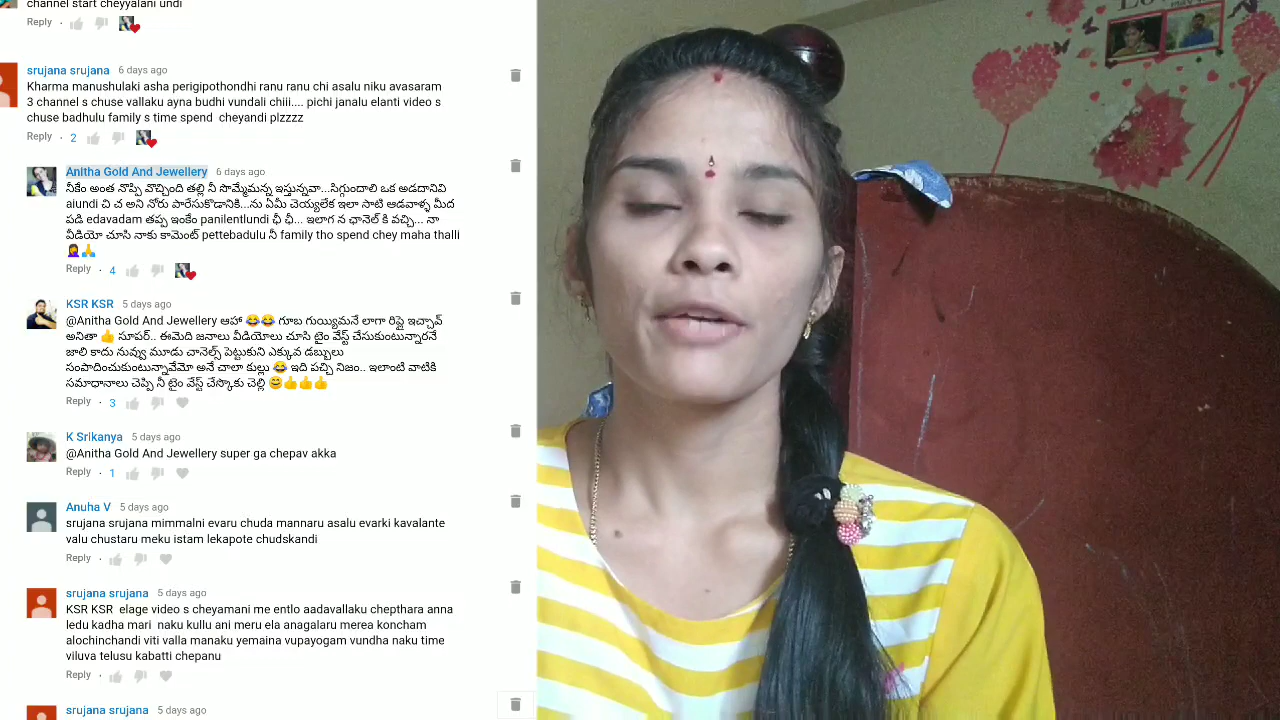 channel start cheyyalani undi
Reply
srujana srujana 6 days ago
Kharma manushulaki asha perigipothondhi ranu ranu chi asalu niku avasaram
3 channel s chuse vallaku ayna budhi vundali chiii.... pichi janalu elanti video s
chuse badhulu family s time spend cheyandi plzzzz
Reply · 2
Anitha Gold And Jewellery 6 days ago
నీకేం అంత నొప్పి వొచ్చింది తల్లి నీ సొమ్మేమన్న ఇస్తున్నవా...సిగ్గుందాలి ఒక అడదానివి
aiundi చి చ అని నోరు పారేసుకొడానికి...ను ఏమీ చెయ్యలేక ఇలా సాటి అడవాళ్ళ మీద
పడి edavadam తప్ప ఇంకేం panilentlundi ఛీ ఛీ... ఇలాగ న ఛానెల్ కి వచ్చి... నా
వీడియో చూసి నాకు కామెంట్ pettebadulu నీ family tho spend chey maha thalli
🤦‍♀️🙏
Reply · 4
KSR KSR 5 days ago
@Anitha Gold And Jewellery ఆహా 😂😂 గూబ గుయ్యిమనే లాగా రిప్లై ఇచ్చావ్
అనితా 👍 సూపర్.. ఈమెది జనాలు వీడియోలు చూసి టైం వేస్ట్ చేసుకుంటున్నారనే
జాలి కాదు నువ్వు మూడు చానెల్స్ పెట్టుకుని ఎక్కువ డబ్బులు
సంపాదించుకుంటున్నావేమో అనే చాలా కుల్లు 😂 ఇది పచ్చి నిజం.. ఇలాంటి వాటికి
సమాధానాలు చెప్పి నీ టైం వేస్ట్ చేస్కోకు చెల్లి 😄👍👍👍
Reply · 3
K Srikanya 5 days ago
@Anitha Gold And Jewellery super ga chepav akka
Reply · 1
Anuha V 5 days ago
srujana srujana mimmalni evaru chuda mannaru asalu evarki kavalante
valu chustaru meku istam lekapote chudskandi
Reply ·
srujana srujana 5 days ago
KSR KSR elage video s cheyamani me entlo aadavallaku chepthara anna
ledu kadha mari naku kullu ani meru ela anagalaru merea koncham
alochinchandi viti valla manaku yemaina vupayogam vundha naku time
viluva telusu kabatti chepanu
Reply ·
srujana srujana 5 days ago